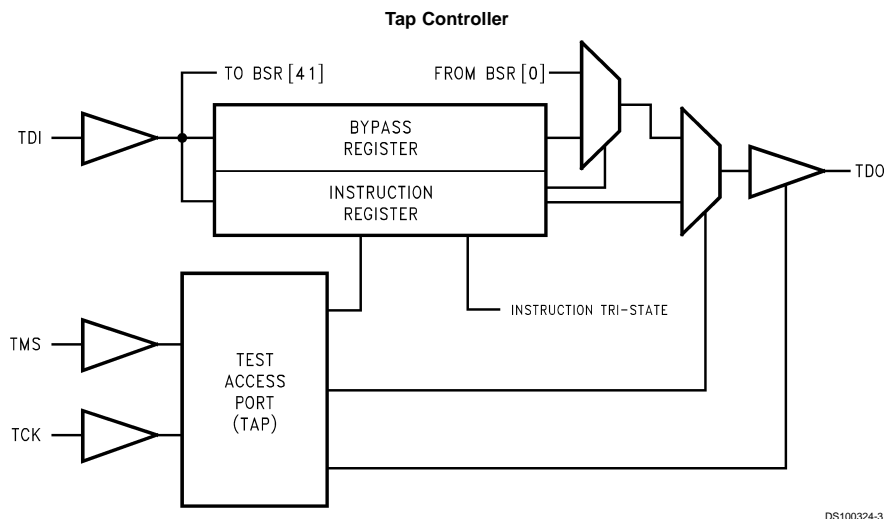 Tap Controller
TO BSR [41]
FROM BSR [0]
TDI
BYPASS
REGISTER
INSTRUCTION
REGISTER
TDO
INSTRUCTION TRI-STATE
TMS
TEST
ACCESS
PORT
(TAP)
TCK
DS100324-3